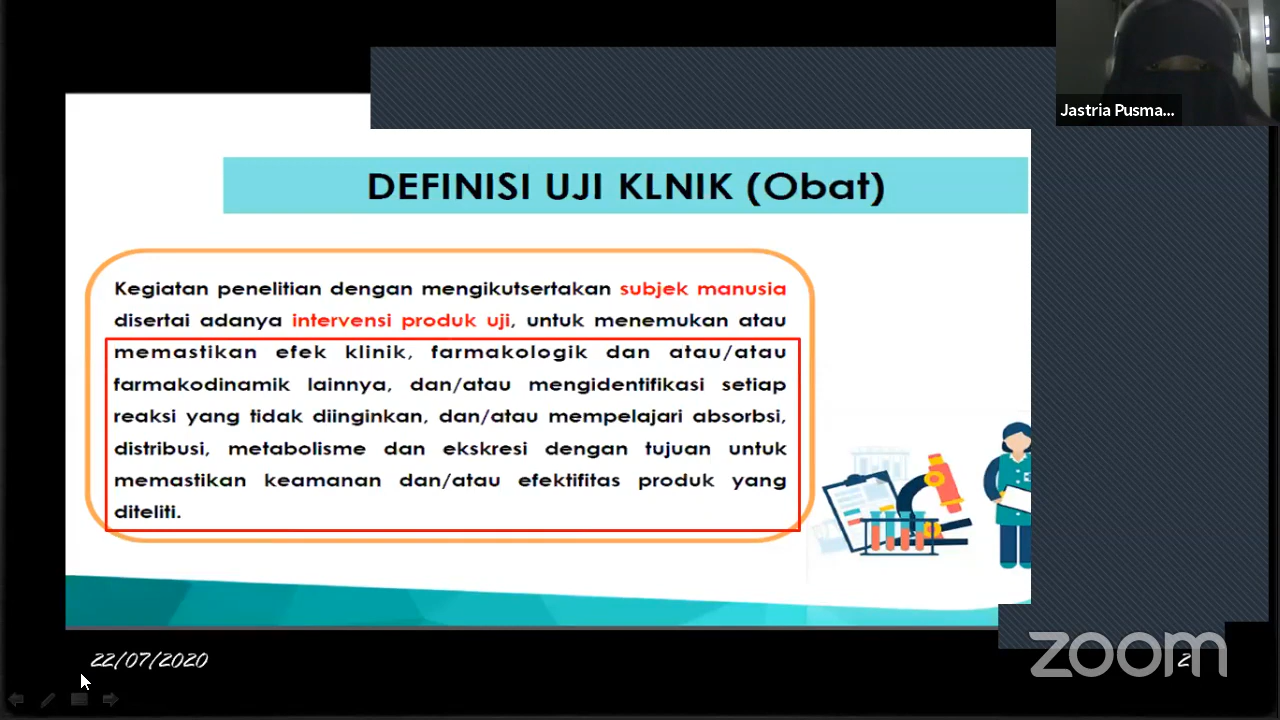 Jastria Pusma...
DEFINISI UJI KLNIK (Obat)
Kegiatan penelitian dengan mengikutsertakan subjek manusia
disertai adanya intervensi produk uji, untuk menemukan atau
memastikan efek klinik, farmakologik dan atau/atau
farmakodinamik lainnya, dan/atau mengidentifikasi setiap
reaksi yang tidak diinginkan, dan/atau mempelajari absorbsi,
distribusi, metabolisme dan ekskresi dengan tujuan untuk
memastikan keamanan dan/atau efektifitas produk yang
diteliti.
22/07/2020
2
zoom